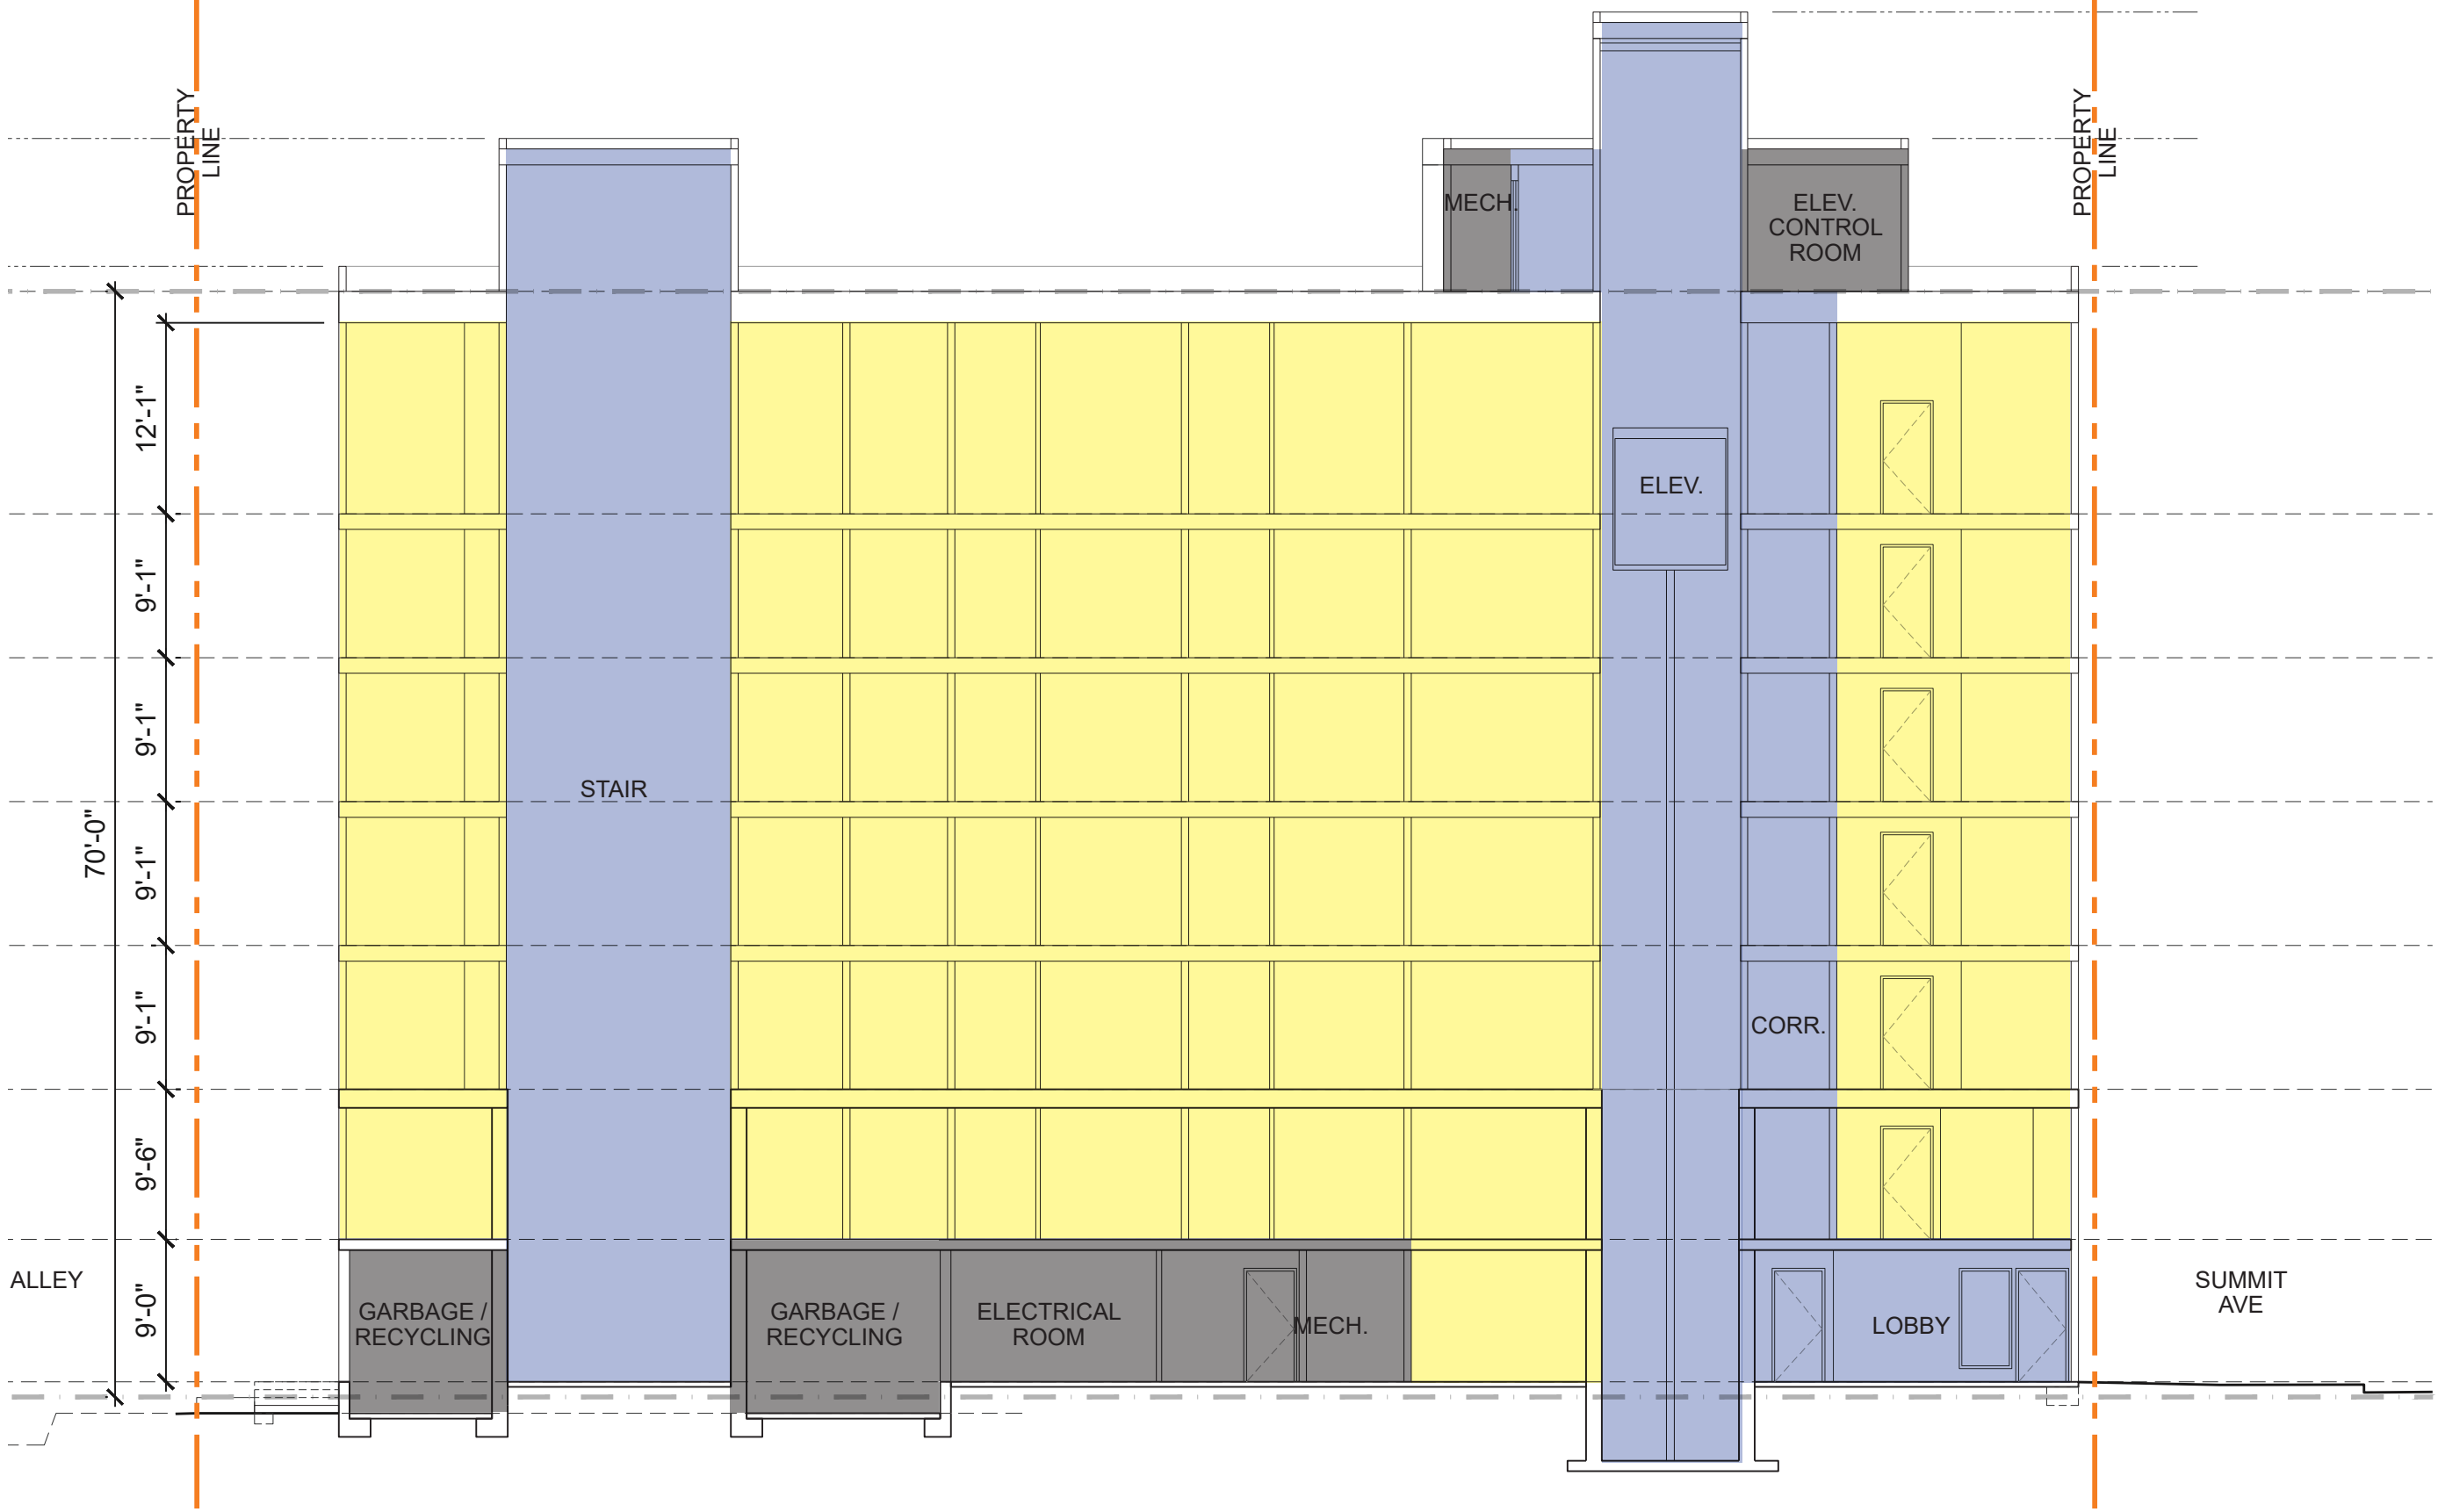 PROPERTY
LINE
PROPERTY
LINE
MECH.
ELEV.
CONTROL
ROOM
12'-1"
ELEV.
9'-1"
9'-1"
STAIR
70'-0"
9'-1"
9'-1"
CORR.
9'-6"
9'-0"
ALLEY
GARBAGE /
RECYCLING
GARBAGE /
RECYCLING
ELECTRICAL
ROOM
MECH.
LOBBY
SUMMIT
AVE